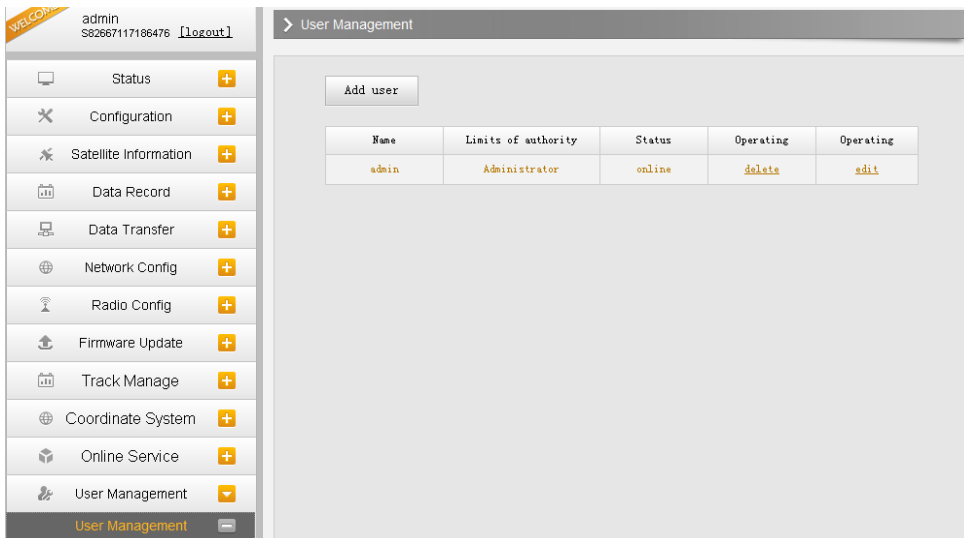 WELCOME
admin
S82667117186476 [logout]
Status
Configuration
Satellite Information
Data Record
Data Transfer
Network Config
Radio Config
Firmware Update
Track Manage
Coordinate System
Online Service
User Management
User Management
User Management
Add user
Name Limits of authority Status Operating Operating
admin Administrator online delete edit